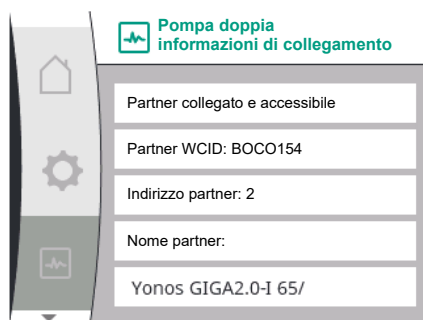 Pompa doppia
informazioni di collegamento
Partner collegato e accessibile
Partner WCID: BOCO154
Indirizzo partner: 2
Nome partner:
Yonos GIGA2.0-I 65/